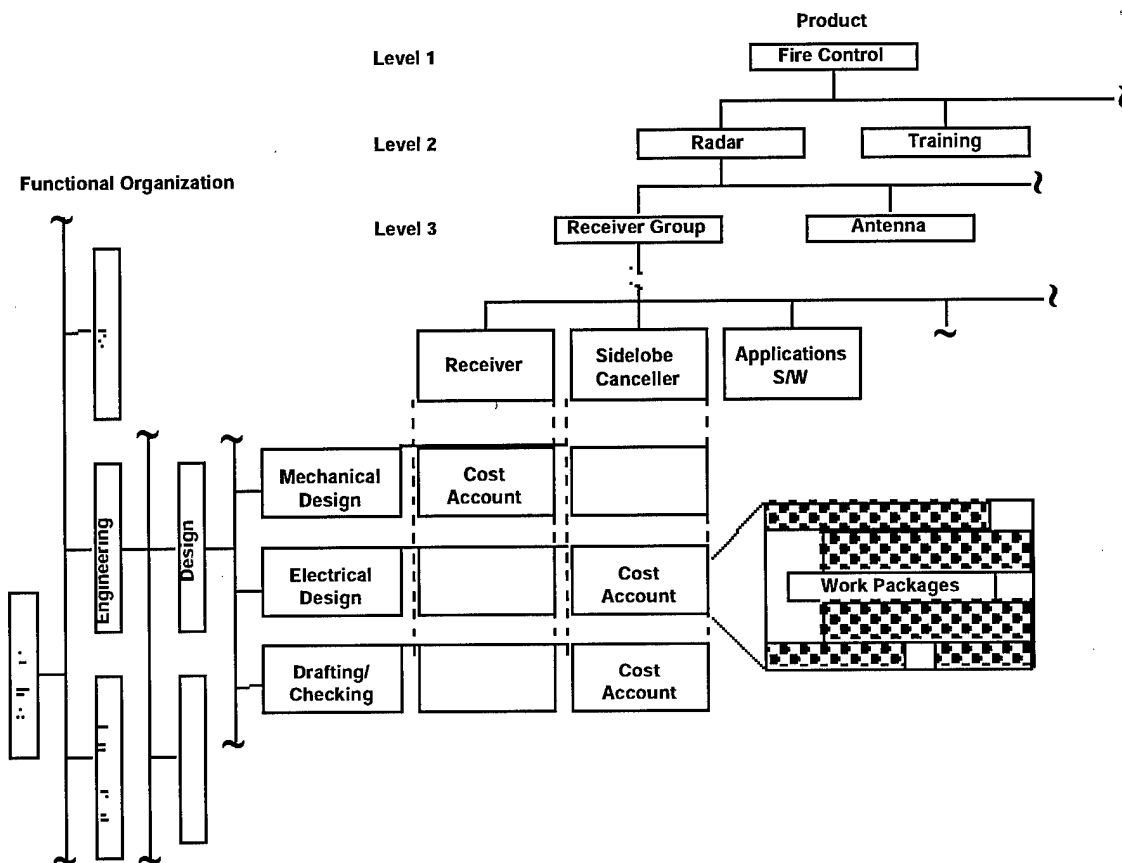 Product
Level 1
Fire Control
Level 2
Radar
Training
Functional Organization
Level 3
Receiver Group
Antenna
Receiver
Sidelobe
Canceller
Applications
S/W
Engineering
Design
Mechanical
Design
Cost
Account
Electrical
Design
Cost
Account
Work Packages
Drafting/
Checking
Cost
Account